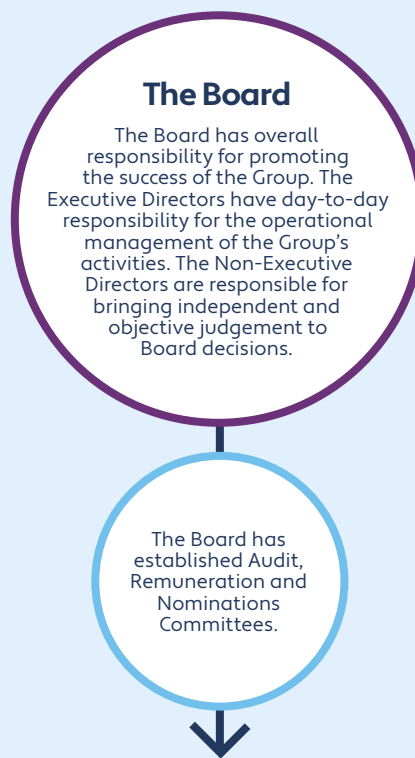 The Board
The Board has overall
responsibility for promoting
the success of the Group. The
Executive Directors have day-to-day
responsibility for the operational
management of the Group’s
activities. The Non-Executive
Directors are responsible for
bringing independent and
objective judgement to
Board decisions.
The Board has
established Audit,
Remuneration and
Nominations
Committees.